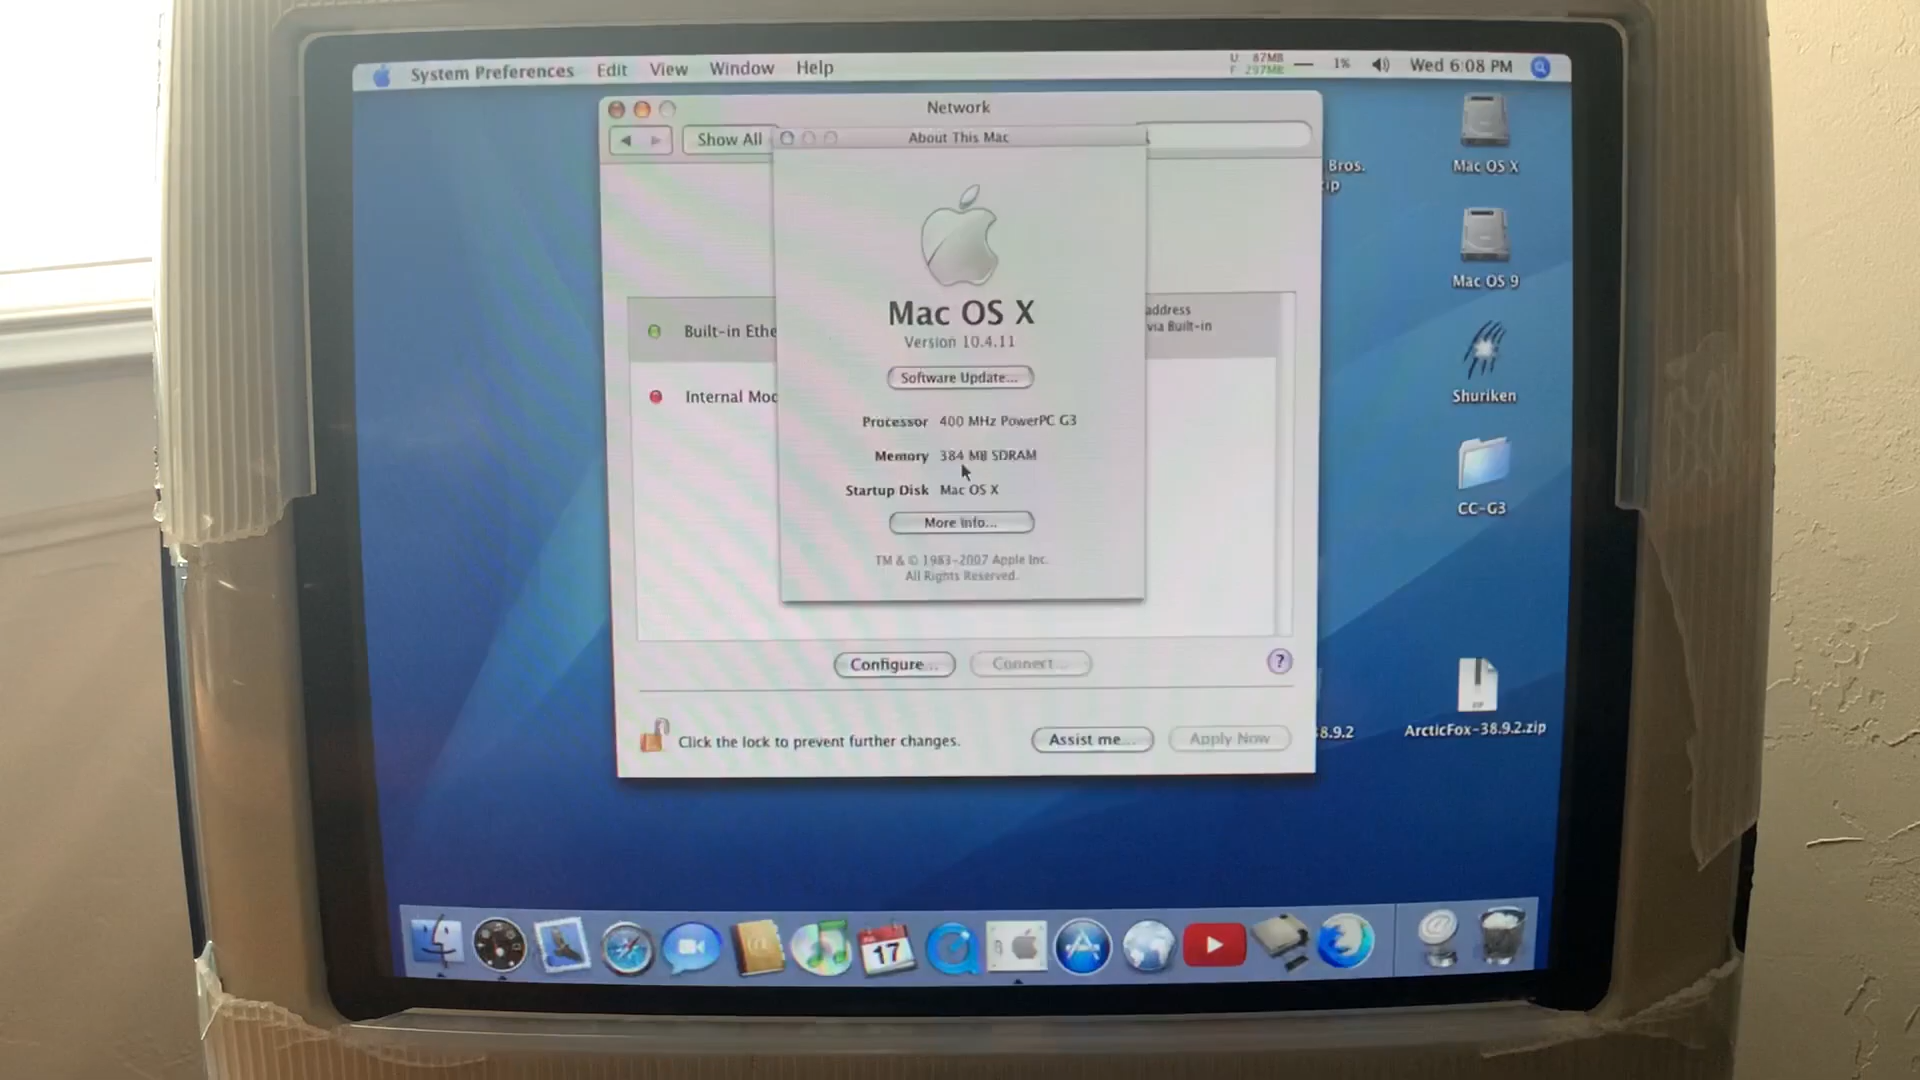 System Preferences Edit View Window Help
U: 87MB
F: 297MB
1%
Wed 6:08 PM
Network
Show All
About This Mac
Mac OS X
Version 10.4.11
Software Update...
Processor 400 MHz PowerPC G3
Memory 384 MB SDRAM
Startup Disk Mac OS X
More Info...
TM & © 1983-2007 Apple Inc.
All Rights Reserved.
Built-in Ethe
address
via Built-in
Internal Mod
Configure...
Connect...
?
Click the lock to prevent further changes.
Assist me...
Apply Now
Bros.
ip
Mac OS X
Mac OS 9
Shuriken
CC-G3
8.9.2
ZIP
ArcticFox-38.9.2.zip
17